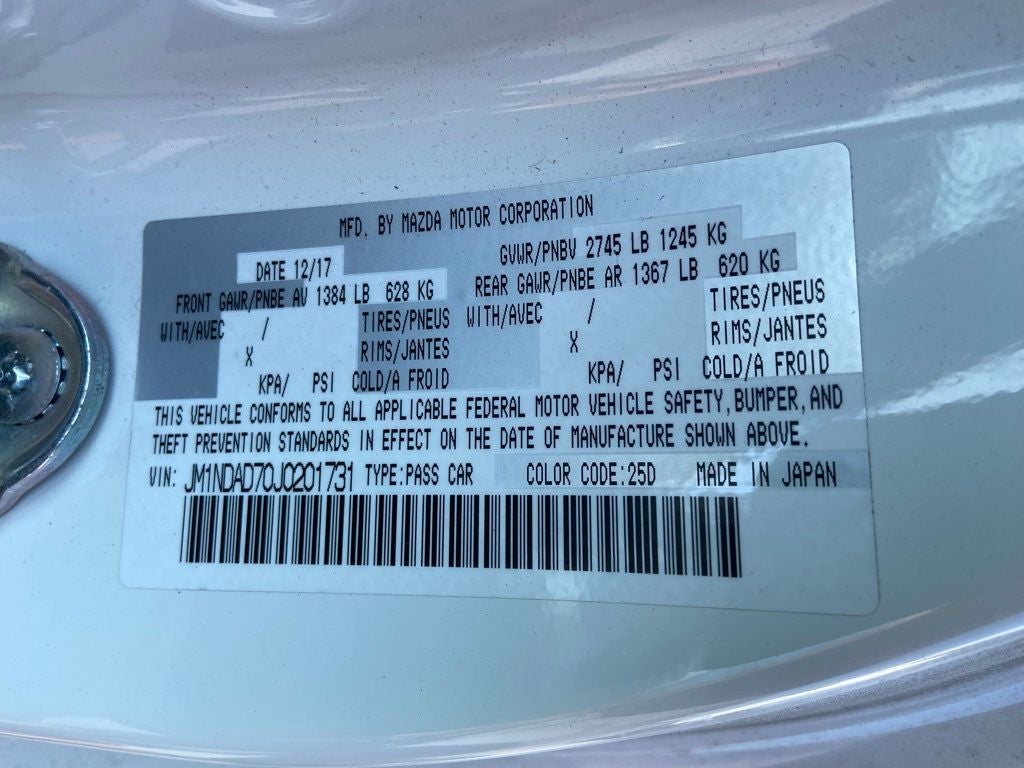 MFD. BY MAZDA MOTOR CORPORATION
DATE 12/17
GVWR/PNBV 2745 LB 1245 KG
FRONT GAWR/PNBE AV 1384 LB 628 KG
REAR GAWR/PNBE AR 1367 LB 620 KG
WITH/AVEC / TIRES/PNEUS WITH/AVEC / TIRES/PNEUS
X RIMS/JANTES X RIMS/JANTES
KPA/ PSI COLD/A FROID KPA/ PSI COLD/A FROID
THIS VEHICLE CONFORMS TO ALL APPLICABLE FEDERAL MOTOR VEHICLE SAFETY, BUMPER, AND
THEFT PREVENTION STANDARDS IN EFFECT ON THE DATE OF MANUFACTURE SHOWN ABOVE.
VIN: JM1NDAD70J0201731 TYPE:PASS CAR COLOR CODE:25D MADE IN JAPAN